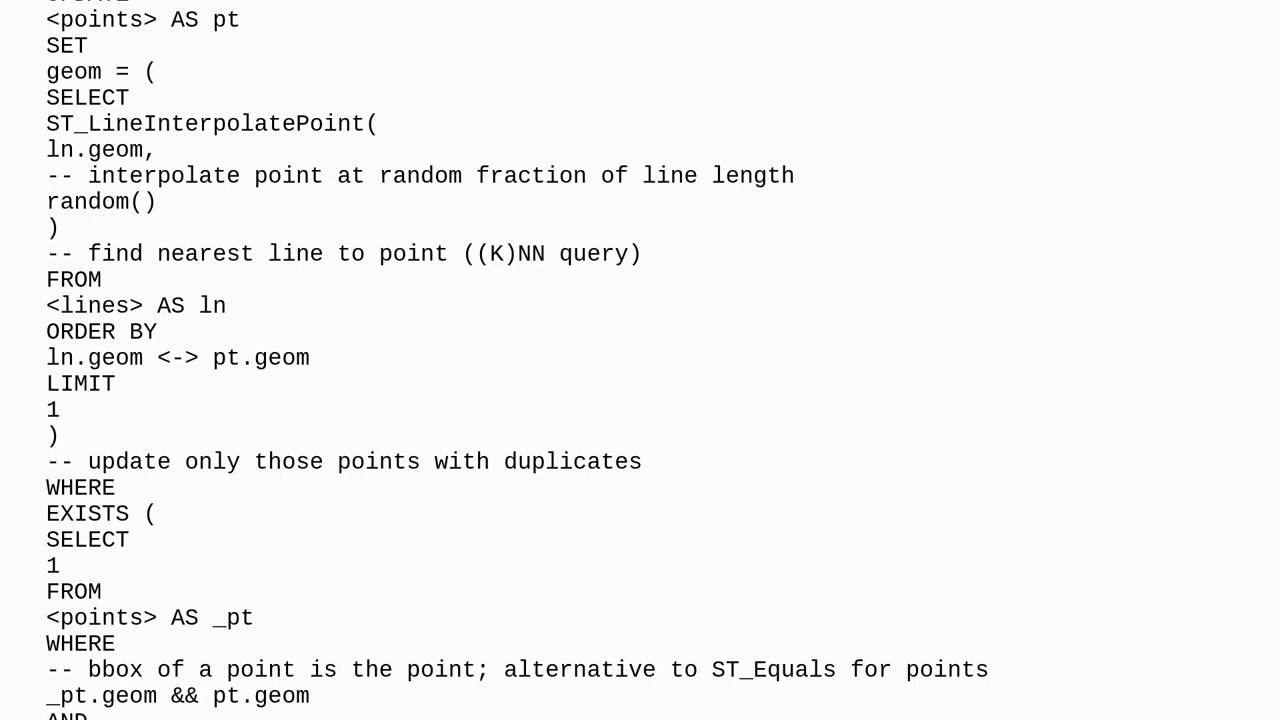 <points> AS pt
SET
geom = (
SELECT
ST_LineInterpolatePoint(
ln.geom,
-- interpolate point at random fraction of line length
random()
)
-- find nearest line to point ((K)NN query)
FROM
<lines> AS ln
ORDER BY
ln.geom <-> pt.geom
LIMIT
1
)
-- update only those points with duplicates
WHERE
EXISTS (
SELECT
1
FROM
<points> AS _pt
WHERE
-- bbox of a point is the point; alternative to ST_Equals for points
_pt.geom && pt.geom
AND